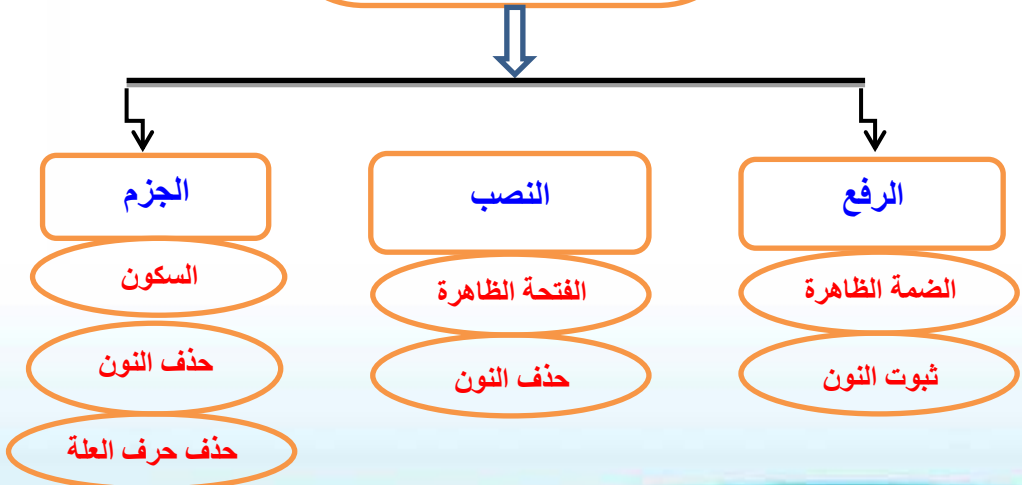 الرفع
الضمة الظاهرة
ثبوت النون
النصب
الفتحة الظاهرة
حذف النون
الجزم
السكون
حذف النون
حذف حرف العلة